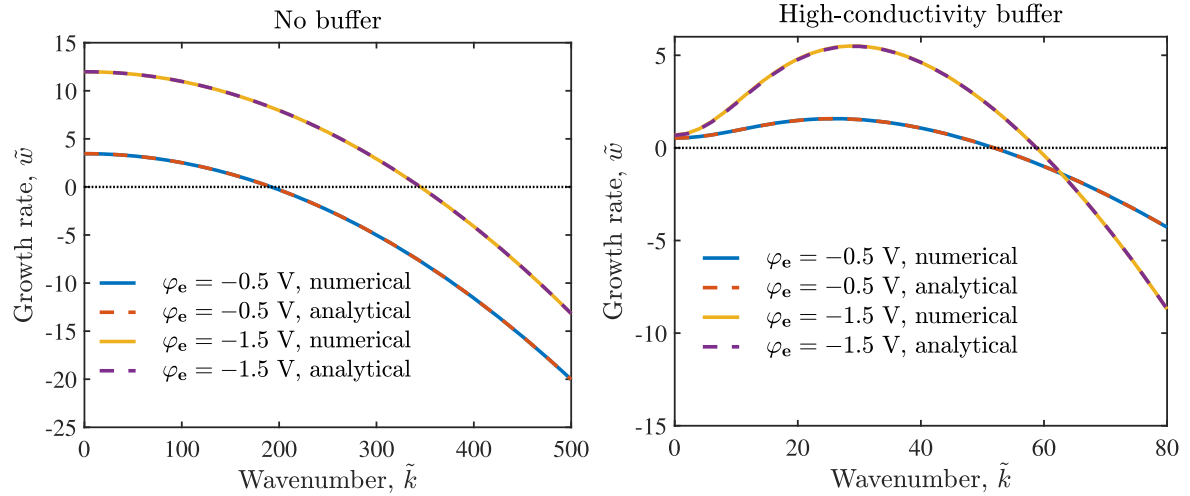 No buffer
15
10
5
0
-5
-10
-15
-20
-25
Growth rate, w̃
φe = −0.5 V, numerical
φe = −0.5 V, analytical
φe = −1.5 V, numerical
φe = −1.5 V, analytical
0 100 200 300 400 500
Wavenumber, k̃
High-conductivity buffer
5
0
-5
-10
-15
Growth rate, w̃
φe = −0.5 V, numerical
φe = −0.5 V, analytical
φe = −1.5 V, numerical
φe = −1.5 V, analytical
0 20 40 60 80
Wavenumber, k̃